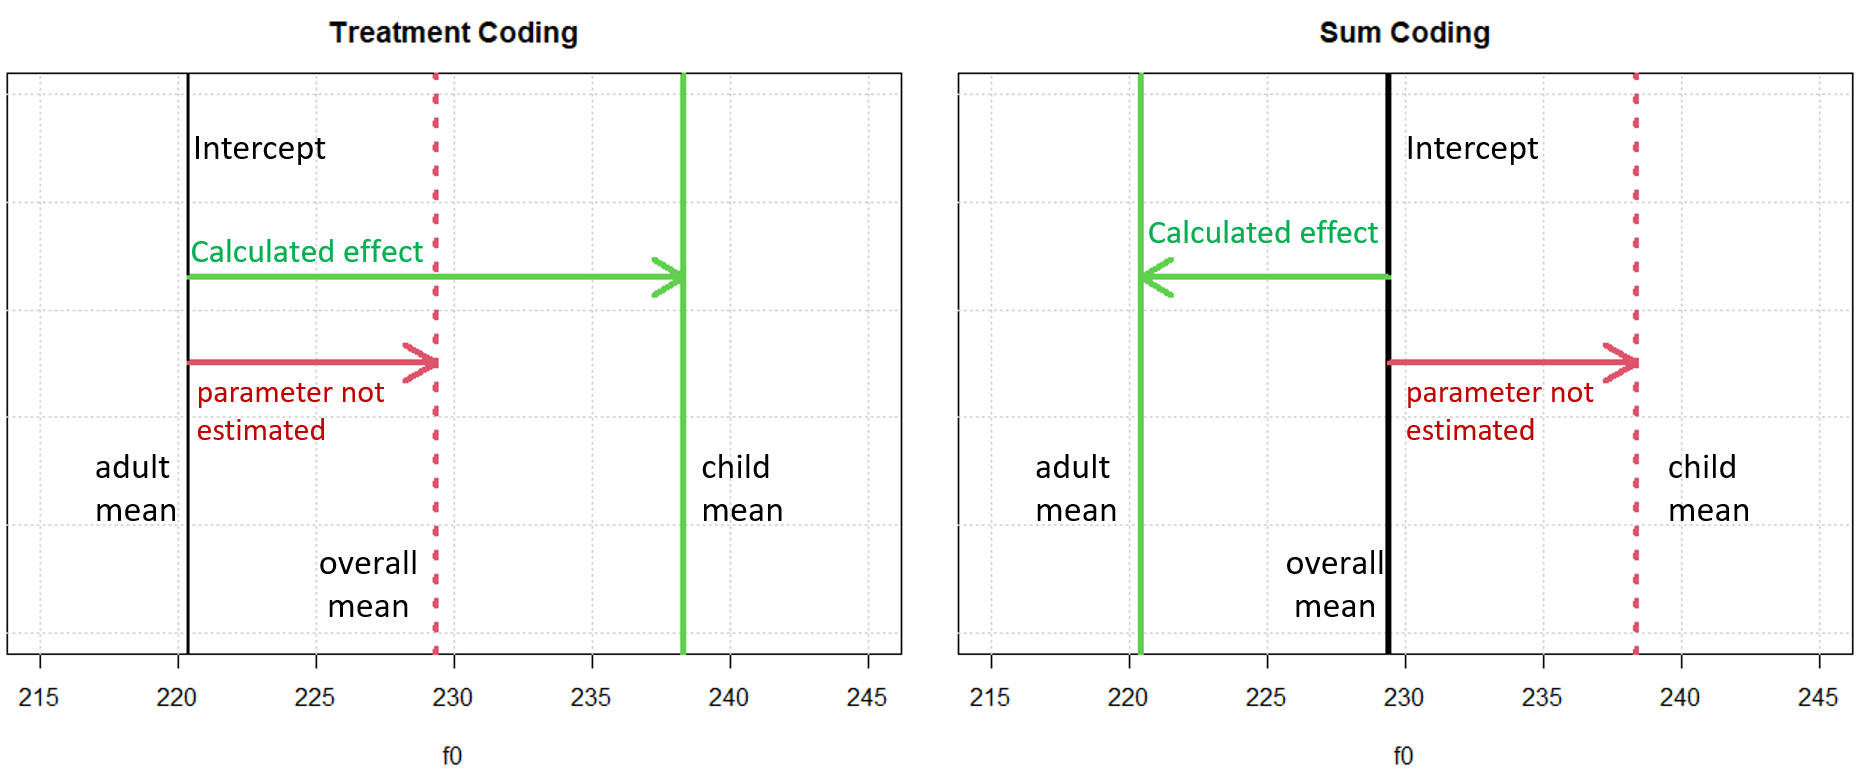 Treatment Coding
Intercept
Calculated effect
parameter not
estimated
adult
mean
child
mean
overall
mean
215 220 225 230 235 240 245
f0
Sum Coding
Intercept
Calculated effect
parameter not
estimated
adult
mean
child
mean
overall
mean
215 220 225 230 235 240 245
f0